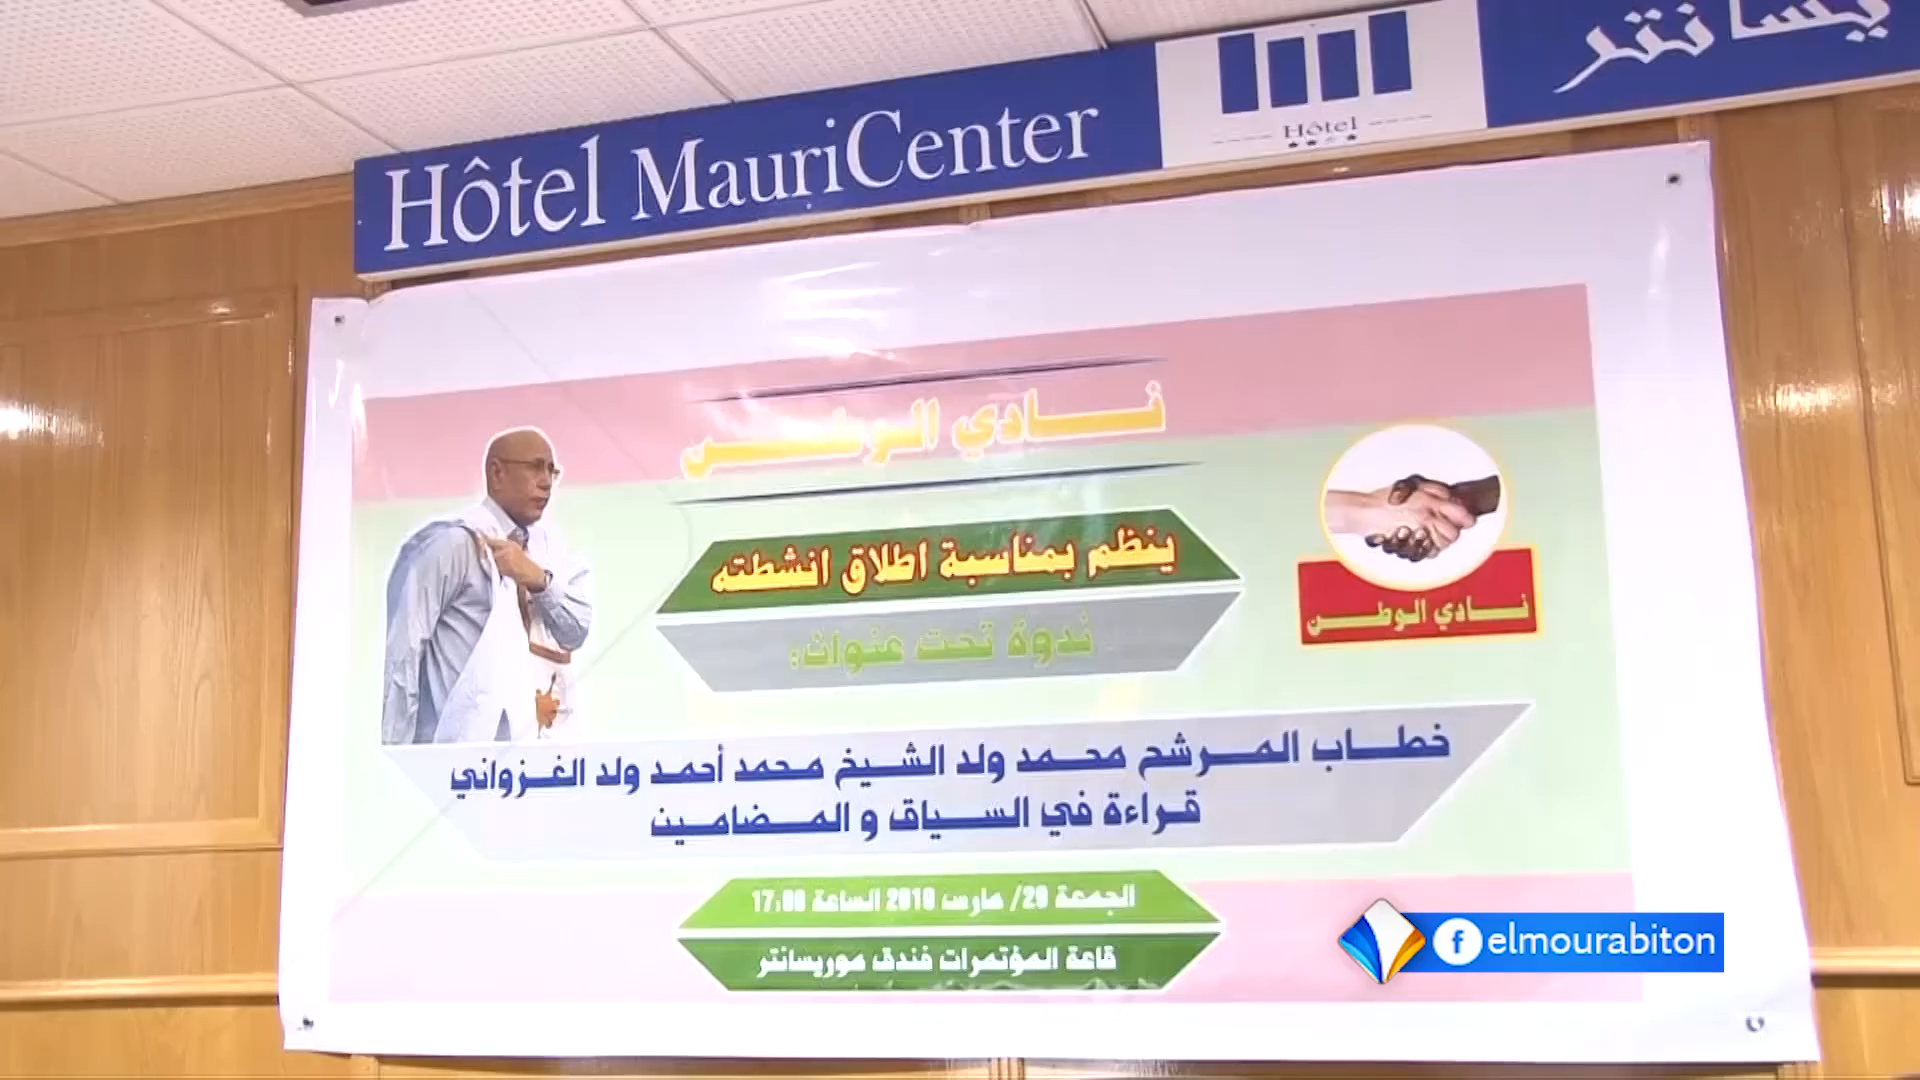 Hôtel MauriCenter
Hôtel
يسانتر
نادي الوطن
ينظم بمناسبة اطلاق انشطته
ندوة تحت عنوان:
نادي الوطن
خطاب المرشح محمد ولد الشيخ محمد أحمد ولد الغزواني
قراءة في السياق و المضامين
الجمعة 29/ مارس 2019 الساعة 17:00
قاعة المؤتمرات فندق موريسانتر
elmourabiton